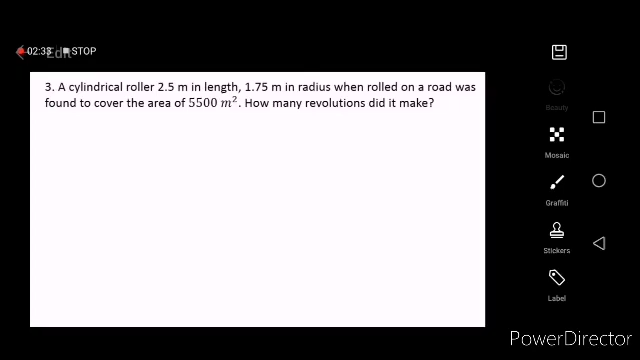 02:33 STOP
Edit
3. A cylindrical roller 2.5 m in length, 1.75 m in radius when rolled on a road was
found to cover the area of 5500 m². How many revolutions did it make?
Beauty
Mosaic
Graffiti
Stickers
Label
PowerDirector